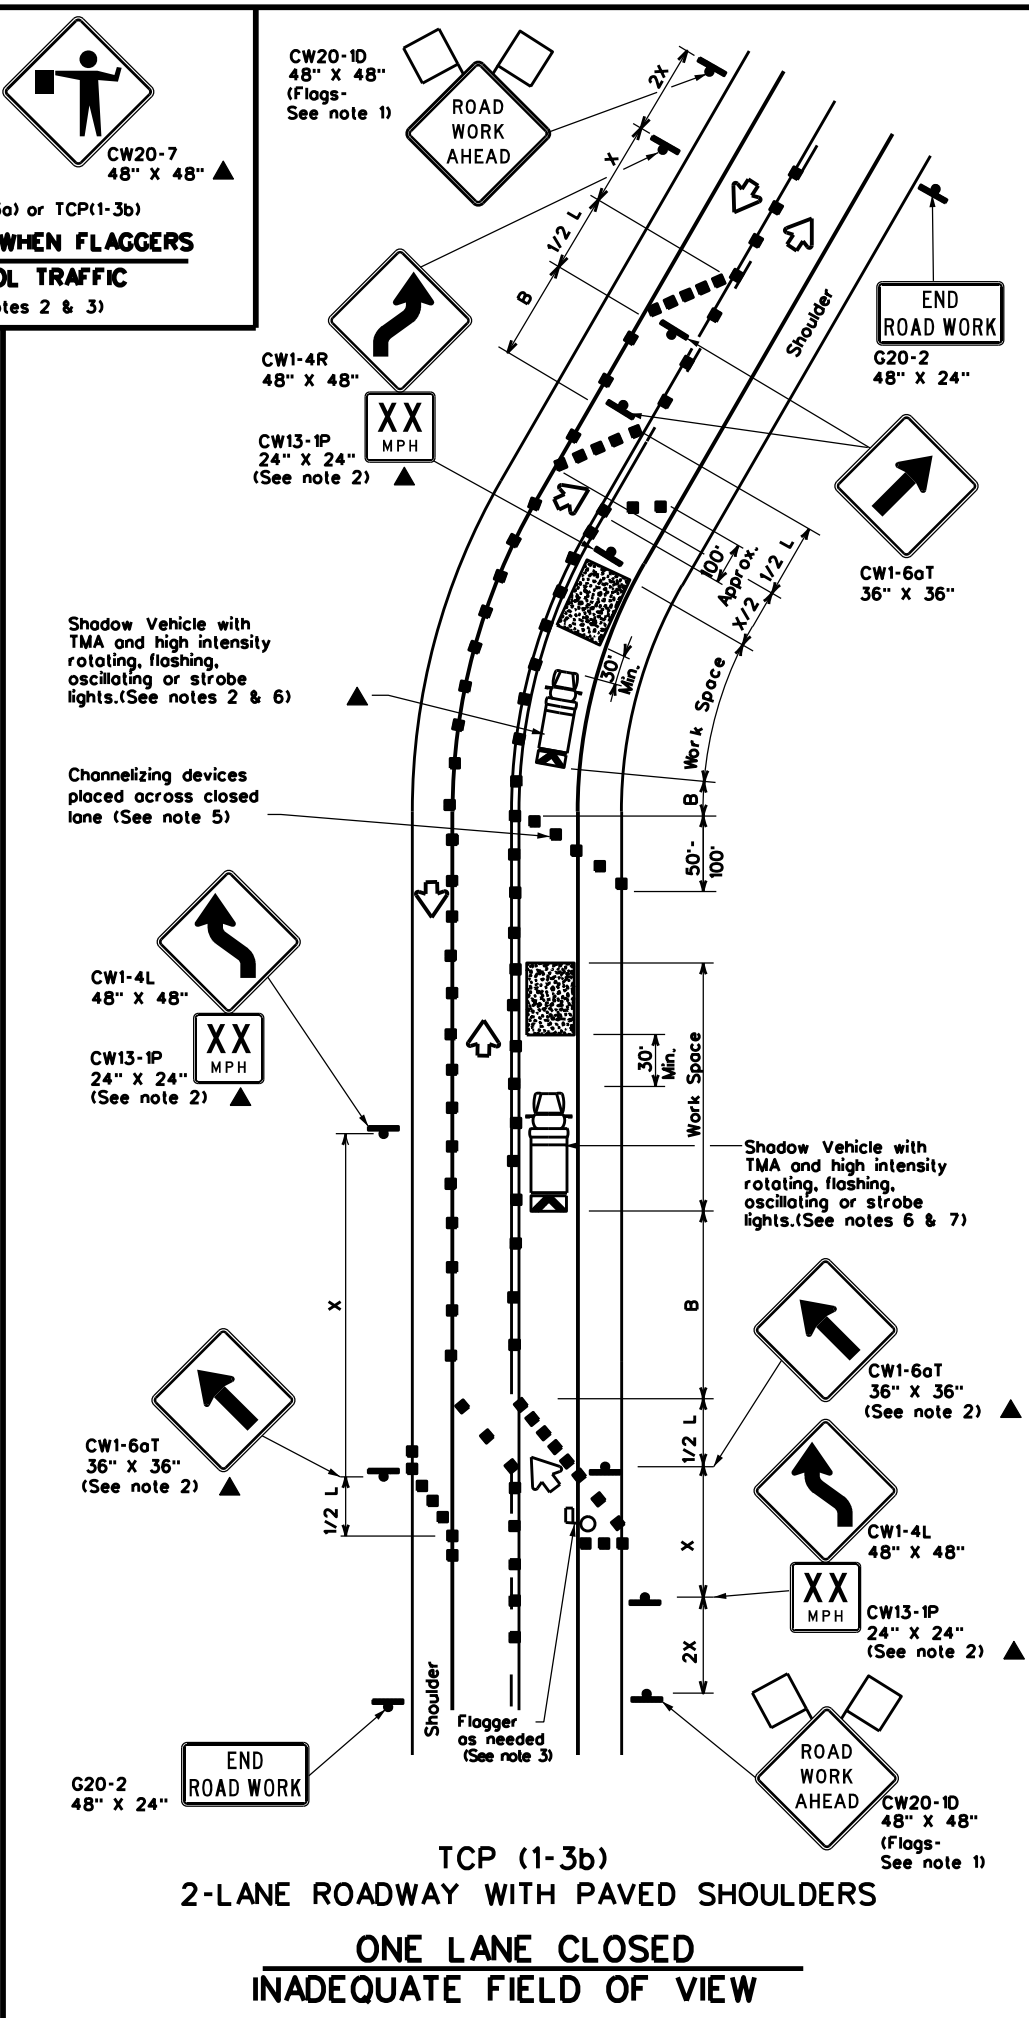 CW20-7
48" X 48"
or TCP(1-3b)
WHEN FLAGGERS
TRAFFIC
2 & 3)
CW20-1D
48" X 48"
(Flags-
See note 1)
ROAD
WORK
AHEAD
2X
X
1/2 L
B
END
ROAD WORK
G20-2
48" X 24"
Shoulder
CW1-4R
48" X 48"
XX
MPH
CW13-1P
24" X 24"
(See note 2)
CW1-6aT
36" X 36"
100'
Approx.
1/2 L
X/2
30'
Min.
Work Space
B
50'-
100'
Shadow Vehicle with
TMA and high intensity
rotating, flashing,
oscillating or strobe
lights.(See notes 2 & 6)
Channelizing devices
placed across closed
lane (See note 5)
CW1-4L
48" X 48"
XX
MPH
CW13-1P
24" X 24"
(See note 2)
30'
Min.
Work Space
Shadow Vehicle with
TMA and high intensity
rotating, flashing,
oscillating or strobe
lights.(See notes 6 & 7)
X
B
CW1-6aT
36" X 36"
(See note 2)
1/2 L
CW1-6aT
36" X 36"
(See note 2)
1/2 L
X
CW1-4L
48" X 48"
XX
MPH
CW13-1P
24" X 24"
(See note 2)
2X
Shoulder
Flagger
as needed
(See note 3)
END
ROAD WORK
G20-2
48" X 24"
ROAD
WORK
AHEAD
CW20-1D
48" X 48"
(Flags-
See note 1)
TCP (1-3b)
2-LANE ROADWAY WITH PAVED SHOULDERS
ONE LANE CLOSED
INADEQUATE FIELD OF VIEW